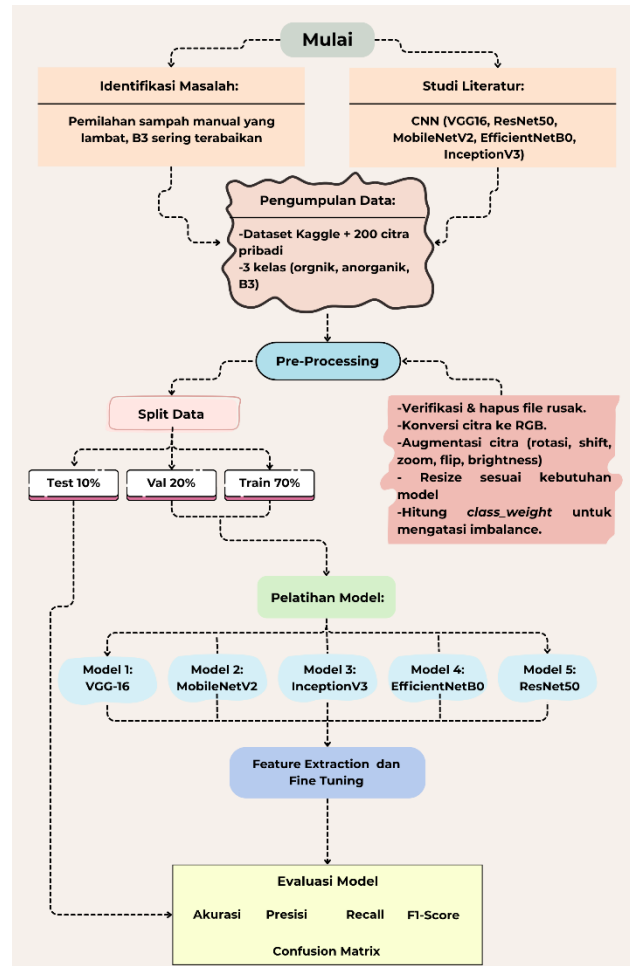 Mulai
Identifikasi Masalah:
Pemilahan sampah manual yang
lambat, B3 sering terabaikan
Studi Literatur:
CNN (VGG16, ResNet50,
MobileNetV2, EfficientNetB0,
InceptionV3)
Pengumpulan Data:
-Dataset Kaggle + 200 citra
pribadi
-3 kelas (orgnik, anorganik,
B3)
Pre-Processing
-Verifikasi & hapus file rusak.
-Konversi citra ke RGB.
-Augmentasi citra (rotasi, shift,
zoom, flip, brightness)
- Resize sesuai kebutuhan
model
-Hitung class_weight untuk
mengatasi imbalance.
Split Data
Test 10%
Val 20%
Train 70%
Pelatihan Model:
Model 1:
VGG-16
Model 2:
MobileNetV2
Model 3:
InceptionV3
Model 4:
EfficientNetB0
Model 5:
ResNet50
Feature Extraction dan
Fine Tuning
Evaluasi Model
Akurasi Presisi Recall F1-Score
Confusion Matrix